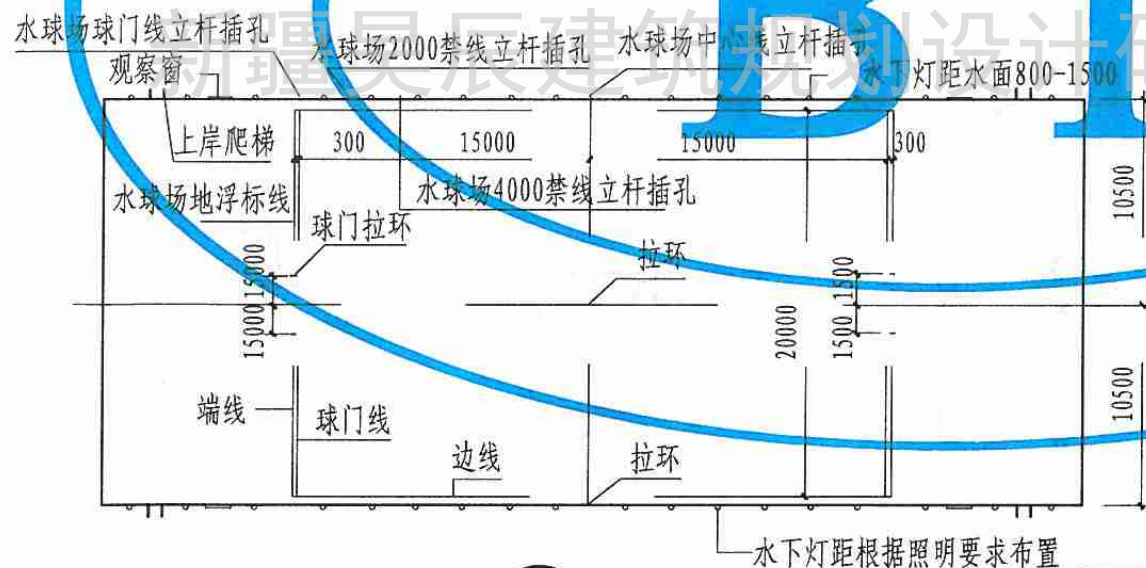 新疆昊辰建筑规划设计研
B
水球场球门线立杆插孔
水球场2000禁线立杆插孔
水球场中心线立杆插孔
观察窗
水下灯距水面800-1500
上岸爬梯
300
15000
15000
300
水球场地浮标线
水球场4000禁线立杆插孔
10500
球门拉环
拉环
15000
15000
20000
1500
1500
端线
球门线
10500
边线
拉环
水下灯距根据照明要求布置